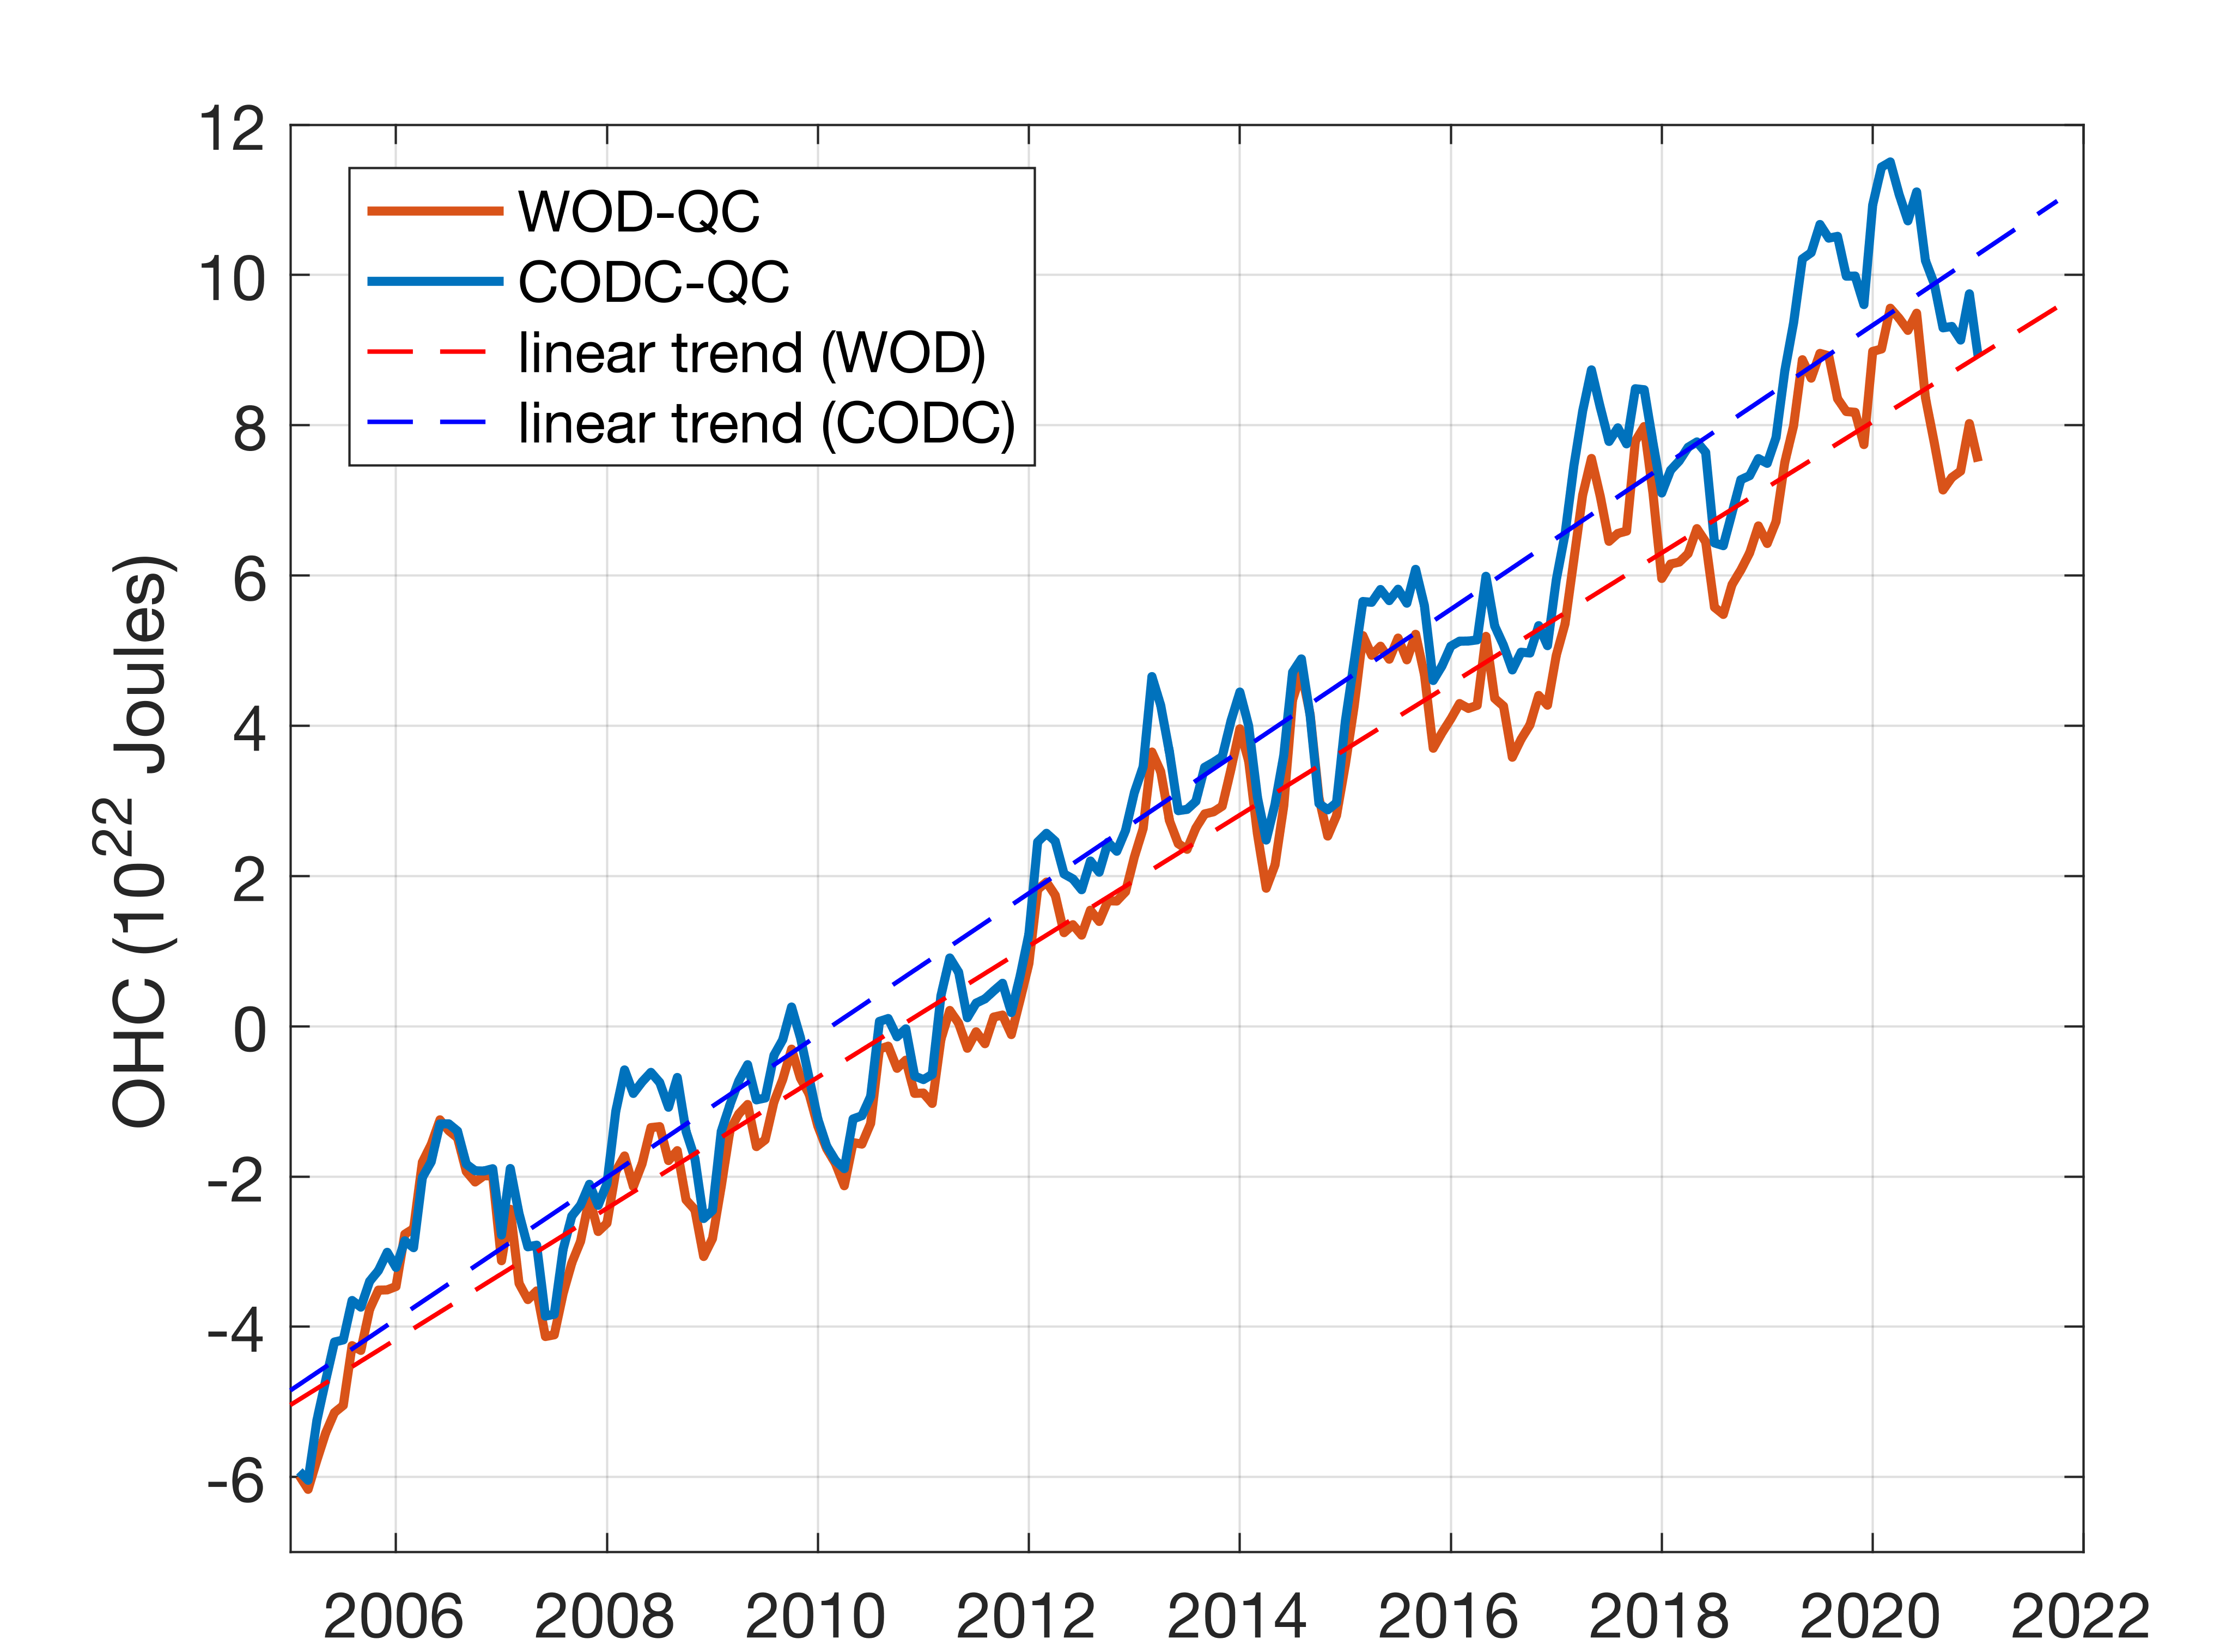 12
10
8
6
4
2
0
-2
-4
-6
OHC (10²² Joules)
WOD-QC
CODC-QC
linear trend (WOD)
linear trend (CODC)
2006 2008 2010 2012 2014 2016 2018 2020 2022